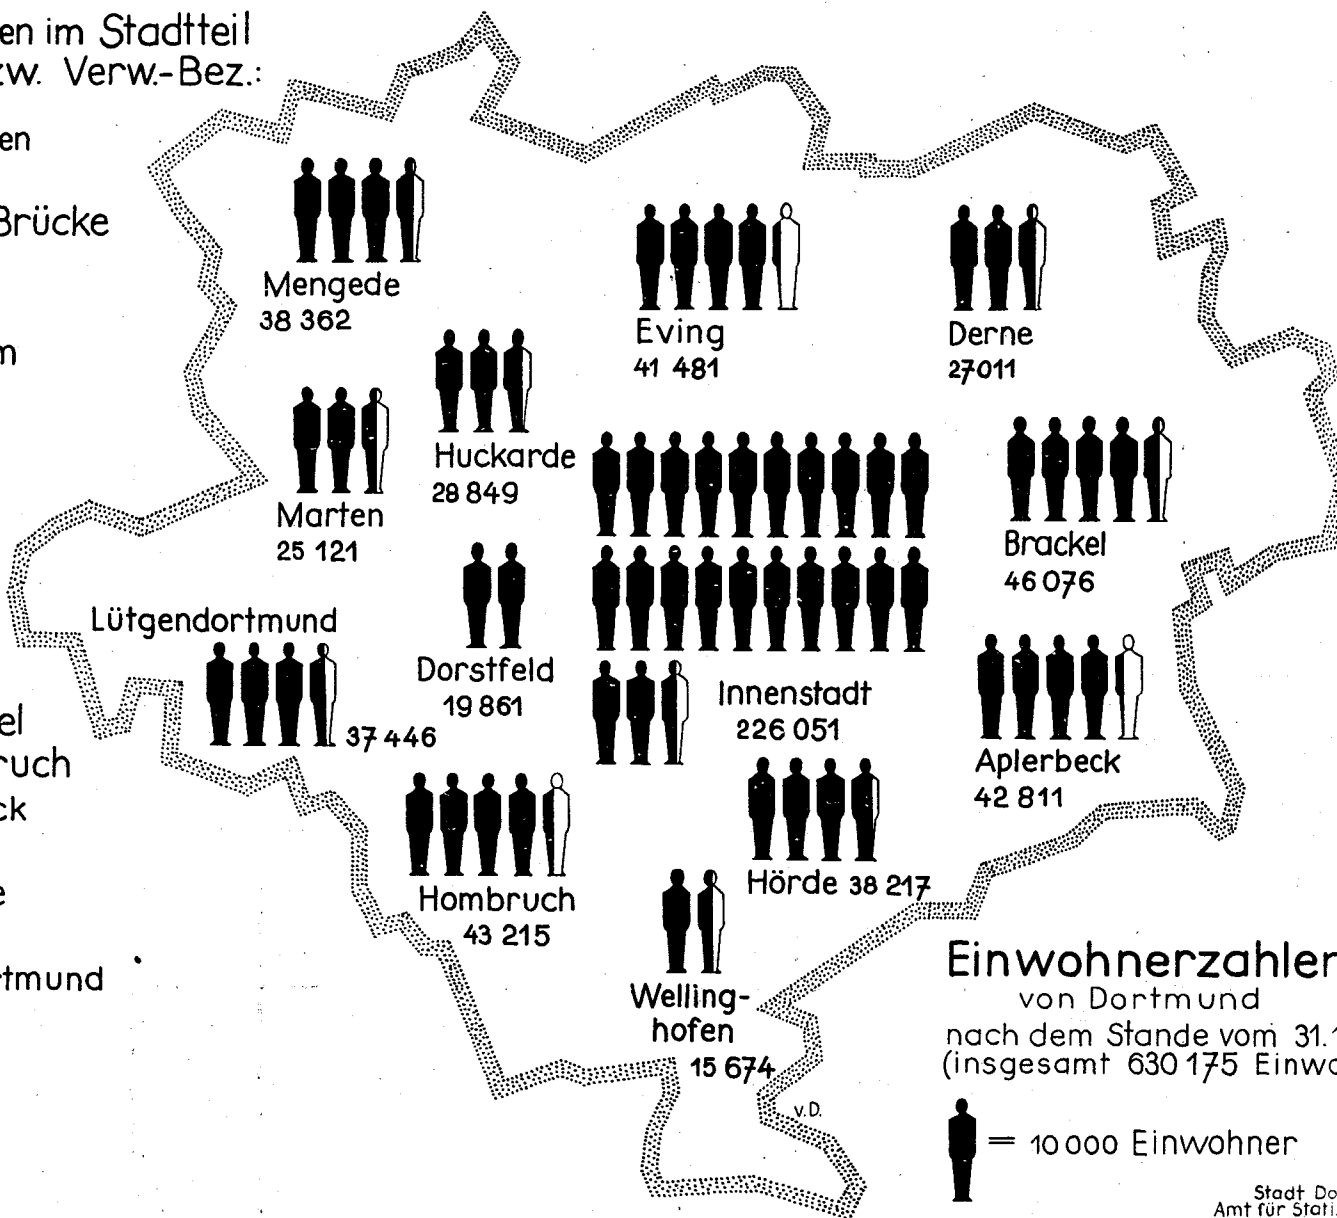 en im Stadtteil
zw. Verw.-Bez.:
en
Brücke
m
el
ruch
ck
e
rtmund
Mengede
38 362
Eving
41 481
Derne
27011
Huckarde
28 849
Marten
25 121
Brackel
46 076
Lütgendortmund
37 446
Dorstfeld
19 861
Innenstadt
226 051
Aplerbeck
42 811
Hombruch
43 215
Hörde 38 217
Welling-
hofen
15 674
v.D.
Einwohnerzahlen
von Dortmund
nach dem Stande vom 31.1
(insgesamt 630 175 Einwo
= 10 000 Einwohner
Stadt Do
Amt für Stati